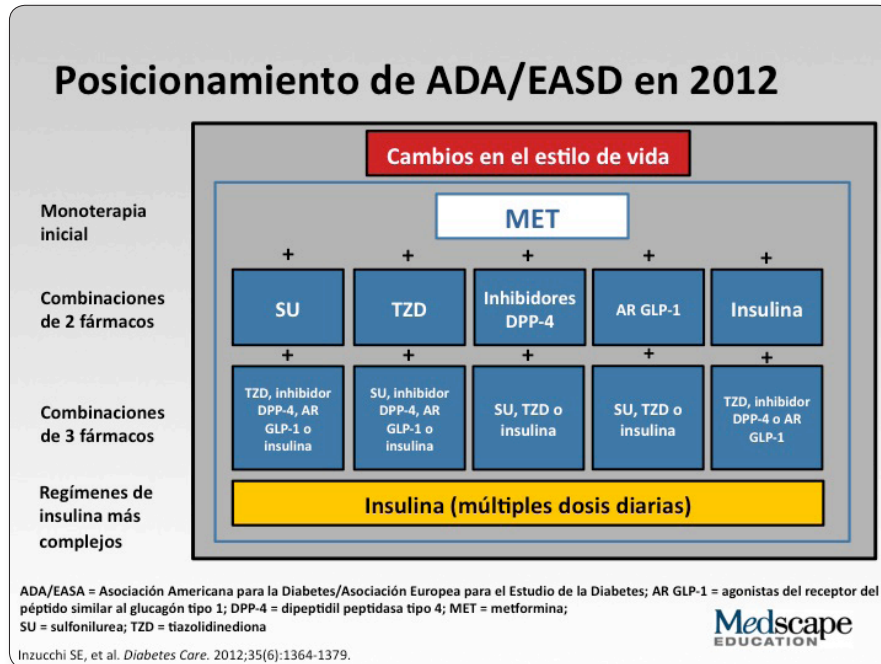 Posicionamiento de ADA/EASD en 2012
Cambios en el estilo de vida
Monoterapia
inicial
MET
+ + + + +
Combinaciones
de 2 fármacos
SU
TZD
Inhibidores
DPP-4
AR GLP-1
Insulina
+ + + + +
Combinaciones
de 3 fármacos
TZD, inhibidor
DPP-4, AR
GLP-1 o
insulina
SU, inhibidor
DPP-4, AR
GLP-1 o
insulina
SU, TZD o
insulina
SU, TZD o
insulina
TZD, inhibidor
DPP-4 o AR
GLP-1
Regímenes de
insulina más
complejos
Insulina (múltiples dosis diarias)
ADA/EASA = Asociación Americana para la Diabetes/Asociación Europea para el Estudio de la Diabetes; AR GLP-1 = agonistas del receptor del
péptido similar al glucagón tipo 1; DPP-4 = dipeptidil peptidasa tipo 4; MET = metformina;
SU = sulfonilurea; TZD = tiazolidinediona
Medscape
EDUCATION
Inzucchi SE, et al. Diabetes Care. 2012;35(6):1364-1379.